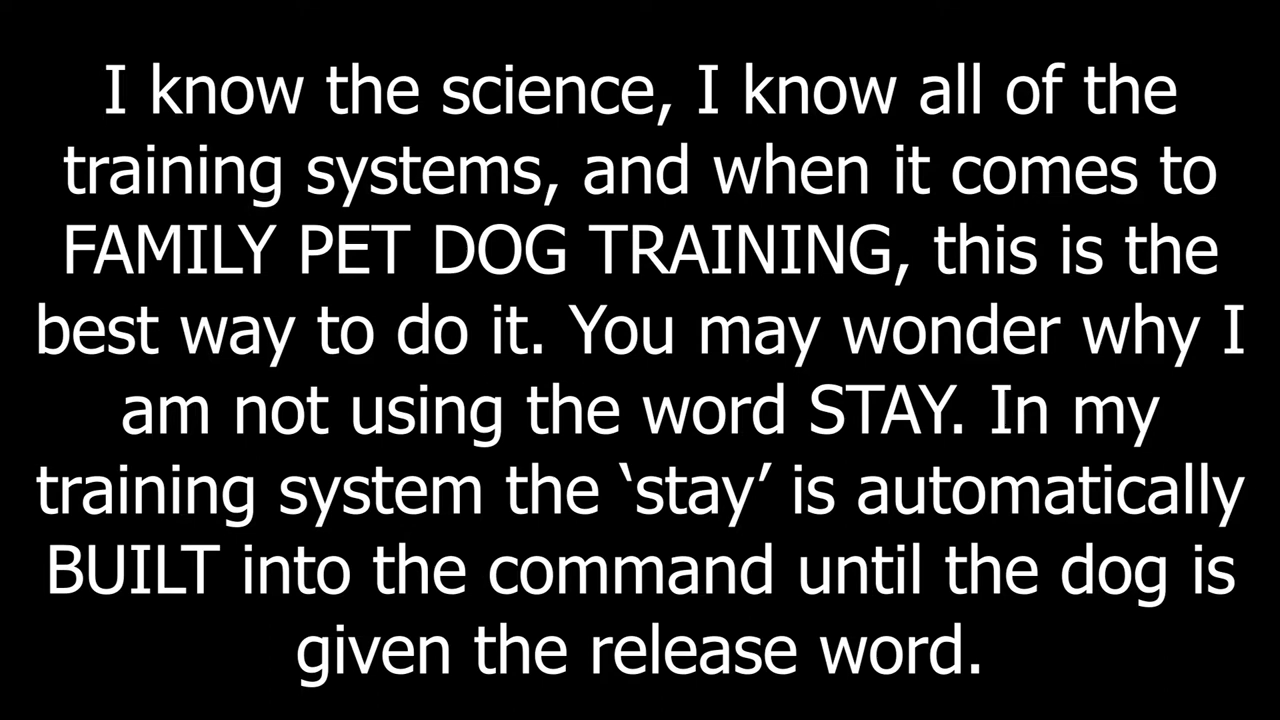 I know the science, I know all of the
training systems, and when it comes to
FAMILY PET DOG TRAINING, this is the
best way to do it. You may wonder why I
am not using the word STAY. In my
training system the ‘stay’ is automatically
BUILT into the command until the dog is
given the release word.